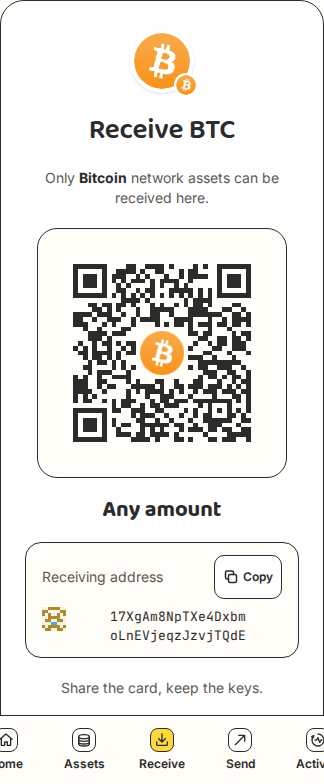 Receive BTC
Only Bitcoin network assets can be
received here.
Any amount
Receiving address
Copy
17XgAm8NpTXe4Dxbm
oLnEVjeqzJzvjTQdE
Share the card, keep the keys.
ome Assets Receive Send Activ